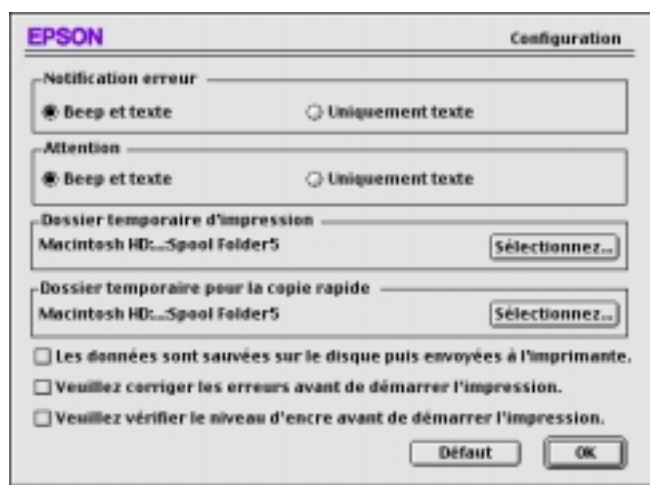 EPSON Configuration
Notification erreur
Beep et texte Uniquement texte
Attention
Beep et texte Uniquement texte
Dossier temporaire d'impression
Macintosh HD:...:Spool Folder5 Sélectionnez...
Dossier temporaire pour la copie rapide
Macintosh HD:...:Spool Folder5 Sélectionnez...
Les données sont sauvées sur le disque puis envoyées à l'imprimante.
Veuillez corriger les erreurs avant de démarrer l'impression.
Veuillez vérifier le niveau d'encre avant de démarrer l'impression.
Défaut OK